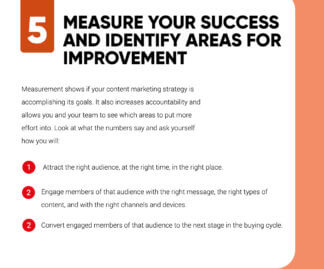 5
MEASURE YOUR SUCCESS
AND IDENTIFY AREAS FOR
IMPROVEMENT
Measurement shows if your content marketing strategy is
accomplishing its goals. It also increases accountability and
allows you and your team to see which areas to put more
effort into. Look at what the numbers say and ask yourself
how you will:
1 Attract the right audience, at the right time, in the right place.
2 Engage members of that audience with the right message, the right types of
content, and with the right channels and devices.
2 Convert engaged members of that audience to the next stage in the buying cycle.